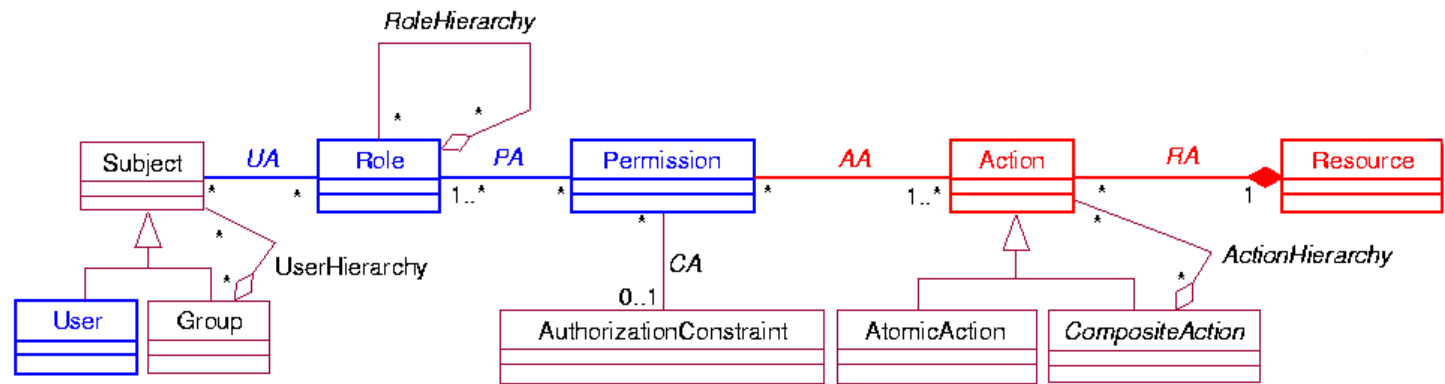 RoleHierarchy
* *
Subject UA Role PA Permission AA Action RA Resource
* * 1..* * * 1..* * 1
* * *
UserHierarchy CA ActionHierarchy
* 0..1 *
User Group AuthorizationConstraint AtomicAction CompositeAction